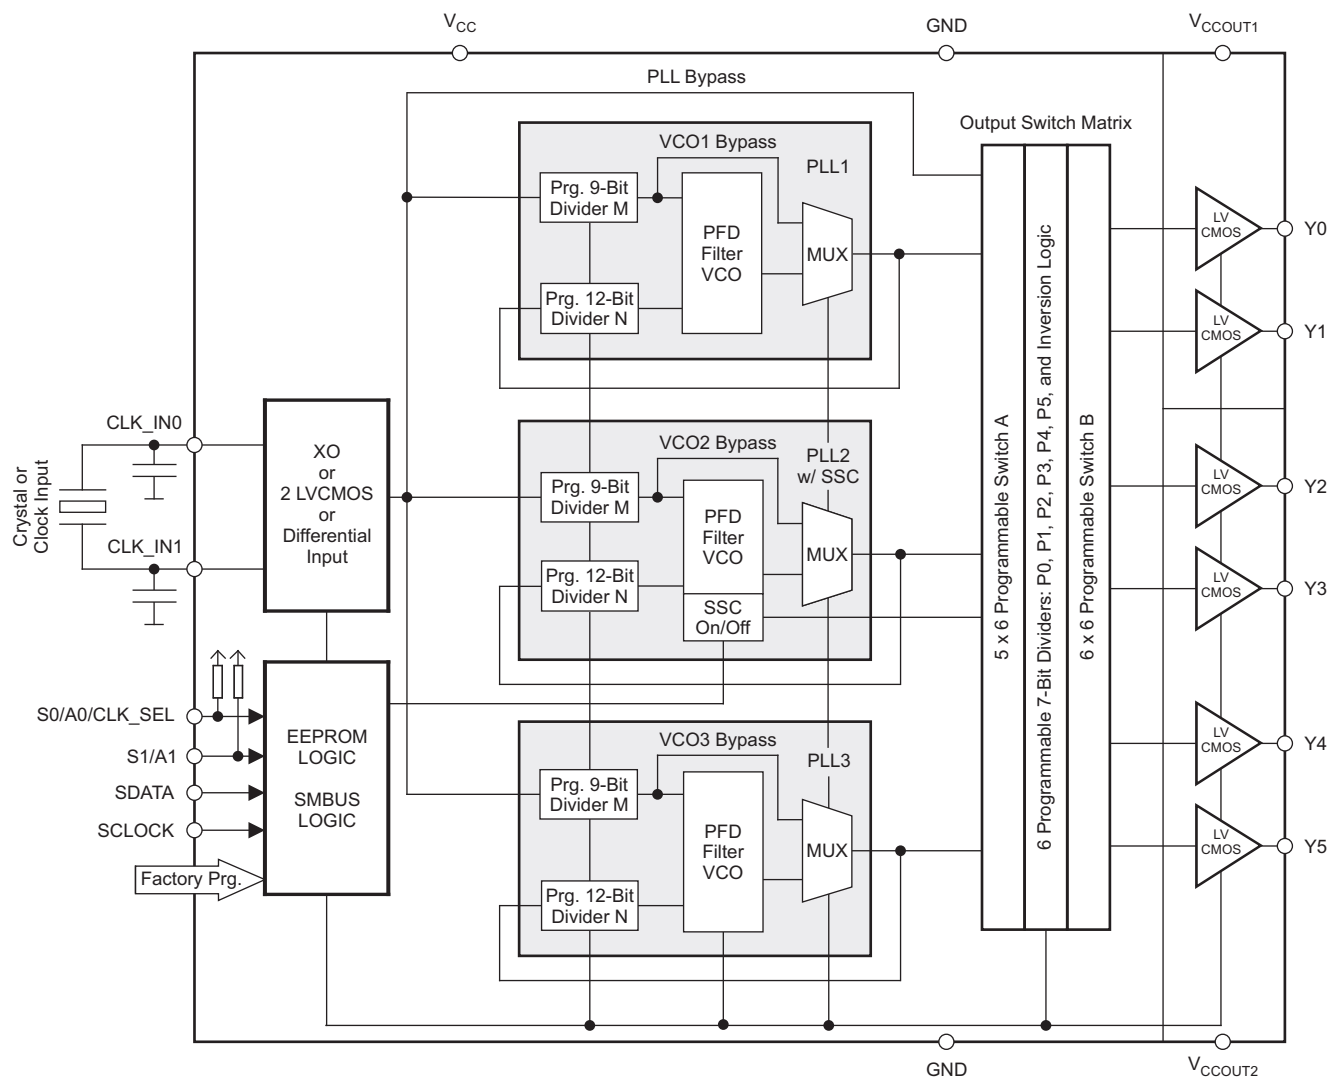 VCC
GND
VCCOUT1
PLL Bypass
Output Switch Matrix
VCO1 Bypass
PLL1
Prg. 9-Bit
Divider M
PFD
Filter
VCO
MUX
Prg. 12-Bit
Divider N
LV
CMOS
Y0
LV
CMOS
Y1
5 x 6 Programmable Switch A
6 Programmable 7-Bit Dividers: P0, P1, P2, P3, P4, P5, and Inversion Logic
6 x 6 Programmable Switch B
Crystal or
Clock Input
CLK_IN0
CLK_IN1
XO
or
2 LVCMOS
or
Differential
Input
VCO2 Bypass
PLL2
w/ SSC
Prg. 9-Bit
Divider M
PFD
Filter
VCO
MUX
Prg. 12-Bit
Divider N
SSC
On/Off
LV
CMOS
Y2
LV
CMOS
Y3
S0/A0/CLK_SEL
S1/A1
SDATA
SCLOCK
Factory Prg.
EEPROM
LOGIC
SMBUS
LOGIC
VCO3 Bypass
PLL3
Prg. 9-Bit
Divider M
PFD
Filter
VCO
MUX
Prg. 12-Bit
Divider N
LV
CMOS
Y4
LV
CMOS
Y5
GND
VCCOUT2